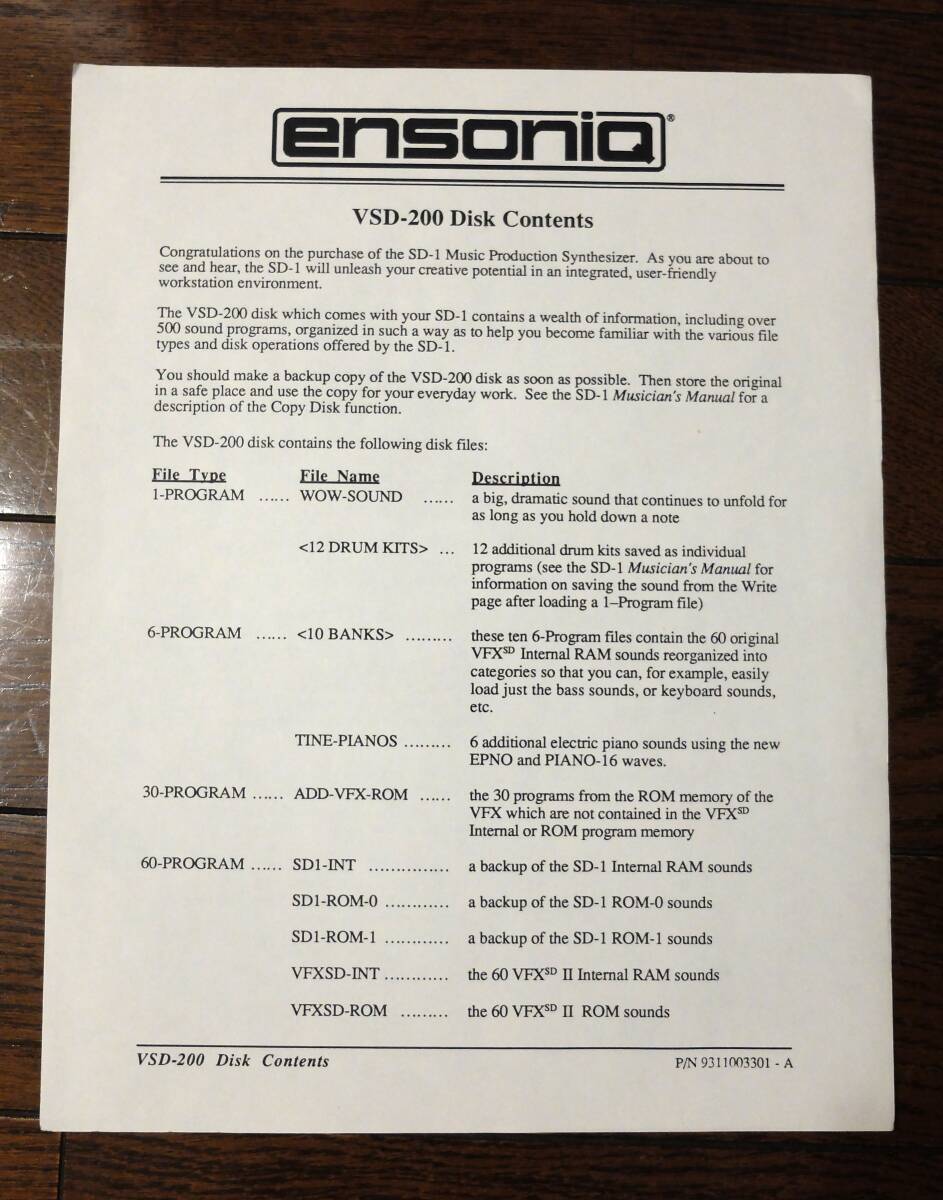 ensoniq®
VSD-200 Disk Contents
Congratulations on the purchase of the SD-1 Music Production Synthesizer. As you are about to
see and hear, the SD-1 will unleash your creative potential in an integrated, user-friendly
workstation environment.
The VSD-200 disk which comes with your SD-1 contains a wealth of information, including over
500 sound programs, organized in such a way as to help you become familiar with the various file
types and disk operations offered by the SD-1.
You should make a backup copy of the VSD-200 disk as soon as possible. Then store the original
in a safe place and use the copy for your everyday work. See the SD-1 Musician's Manual for a
description of the Copy Disk function.
The VSD-200 disk contains the following disk files:
File Type File Name Description
1-PROGRAM ...... WOW-SOUND ...... a big, dramatic sound that continues to unfold for
as long as you hold down a note
<12 DRUM KITS> ... 12 additional drum kits saved as individual
programs (see the SD-1 Musician's Manual for
information on saving the sound from the Write
page after loading a 1–Program file)
6-PROGRAM ...... <10 BANKS> ......... these ten 6-Program files contain the 60 original
VFXSD Internal RAM sounds reorganized into
categories so that you can, for example, easily
load just the bass sounds, or keyboard sounds,
etc.
TINE-PIANOS ......... 6 additional electric piano sounds using the new
EPNO and PIANO-16 waves.
30-PROGRAM ...... ADD-VFX-ROM ...... the 30 programs from the ROM memory of the
VFX which are not contained in the VFXSD
Internal or ROM program memory
60-PROGRAM ...... SD1-INT ............... a backup of the SD-1 Internal RAM sounds
SD1-ROM-0 ............ a backup of the SD-1 ROM-0 sounds
SD1-ROM-1 ............ a backup of the SD-1 ROM-1 sounds
VFXSD-INT ............ the 60 VFXSD II Internal RAM sounds
VFXSD-ROM ......... the 60 VFXSD II ROM sounds
VSD-200 Disk Contents P/N 9311003301 - A